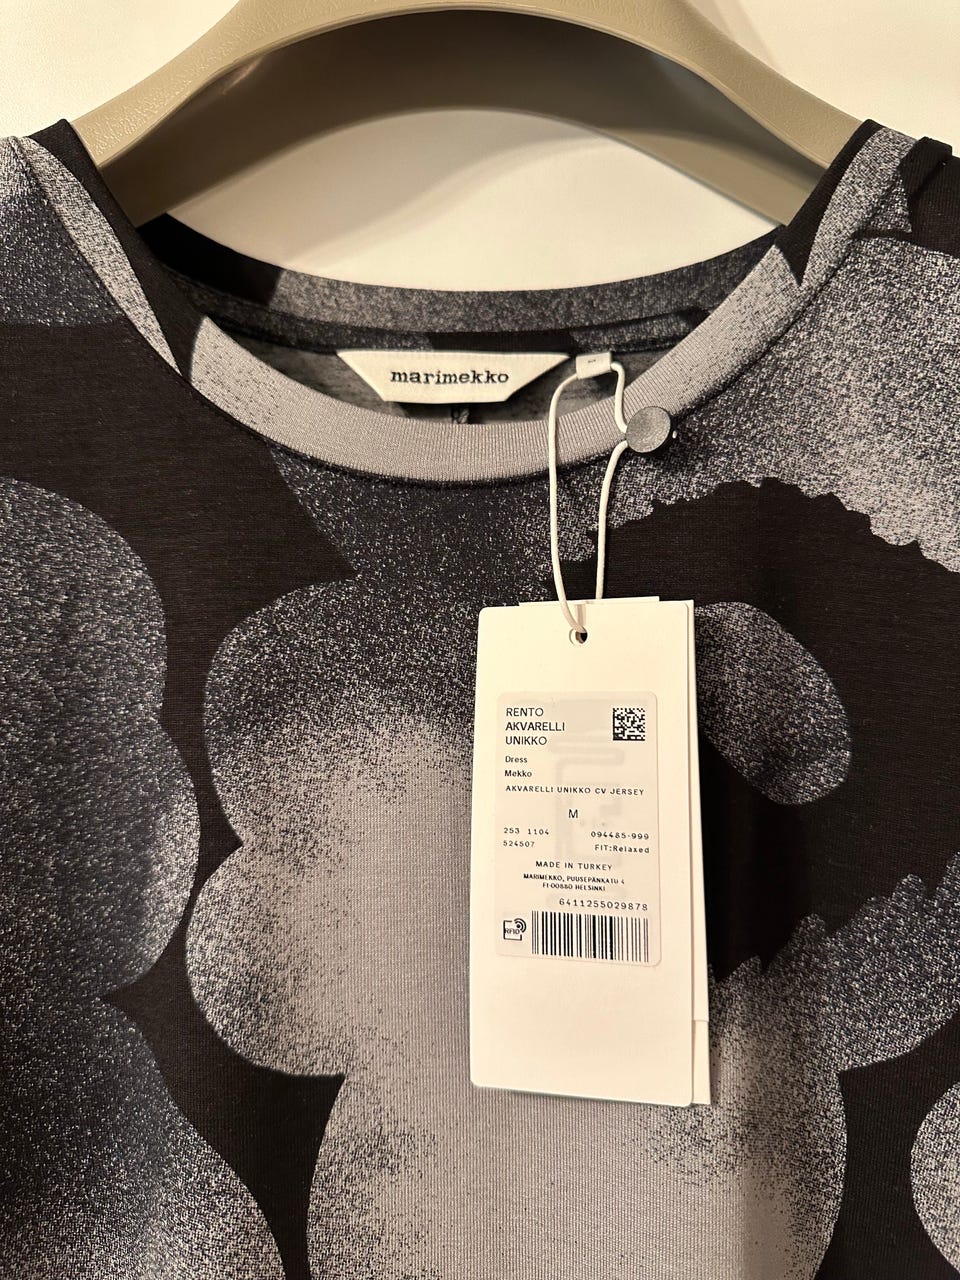 marimekko
RENTO
AKVARELLI
UNIKKO
Dress
Mekko
AKVARELLI UNIKKO CV JERSEY
M
253 1104 094485-999
524507 FIT:Relaxed
MADE IN TURKEY
MARIMEKKO, PUUSEPÄNKATU 4
FI-00880 HELSINKI
6411255029878
RFID